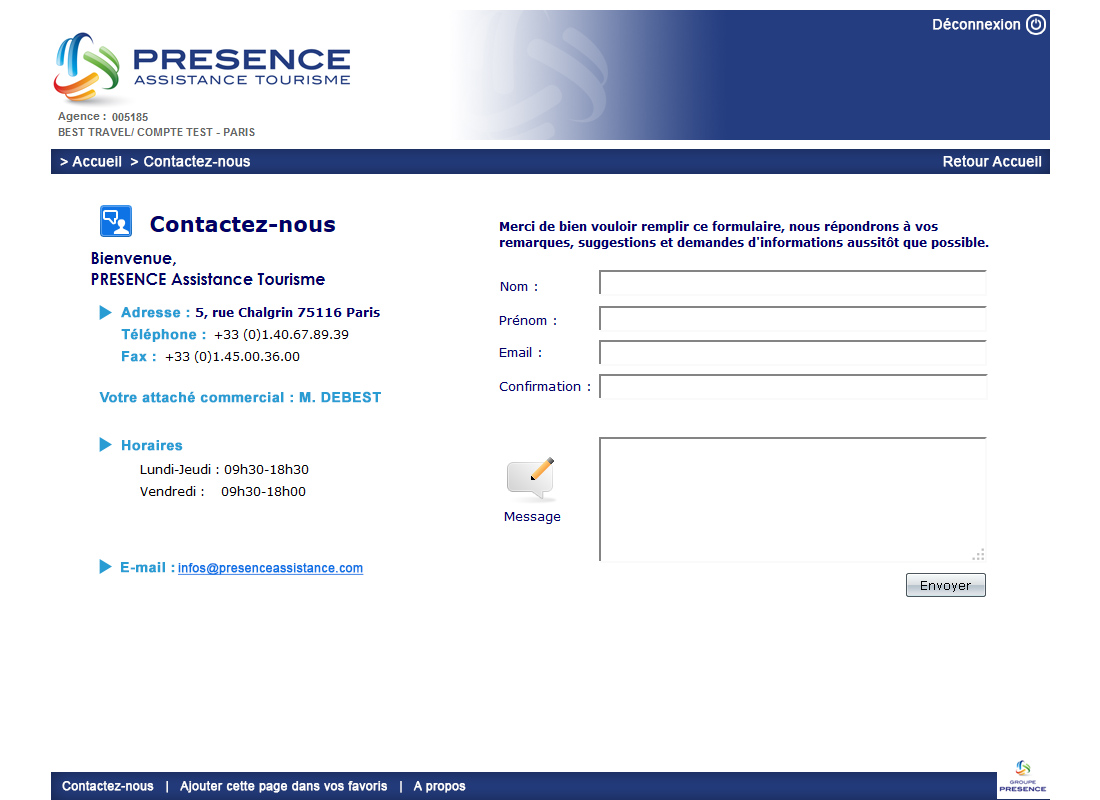 Déconnexion
PRESENCE
ASSISTANCE TOURISME
Agence : 005185
BEST TRAVEL/ COMPTE TEST - PARIS
> Accueil > Contactez-nous
Retour Accueil
Contactez-nous
Bienvenue,
PRESENCE Assistance Tourisme
Adresse : 5, rue Chalgrin 75116 Paris
Téléphone : +33 (0)1.40.67.89.39
Fax : +33 (0)1.45.00.36.00
Votre attaché commercial : M. DEBEST
Horaires
Lundi-Jeudi : 09h30-18h30
Vendredi : 09h30-18h00
E-mail : infos@presenceassistance.com
Merci de bien vouloir remplir ce formulaire, nous répondrons à vos
remarques, suggestions et demandes d'informations aussitôt que possible.
Nom :
Prénom :
Email :
Confirmation :
Message
Envoyer
Contactez-nous | Ajouter cette page dans vos favoris | A propos
GROUPE
PRESENCE